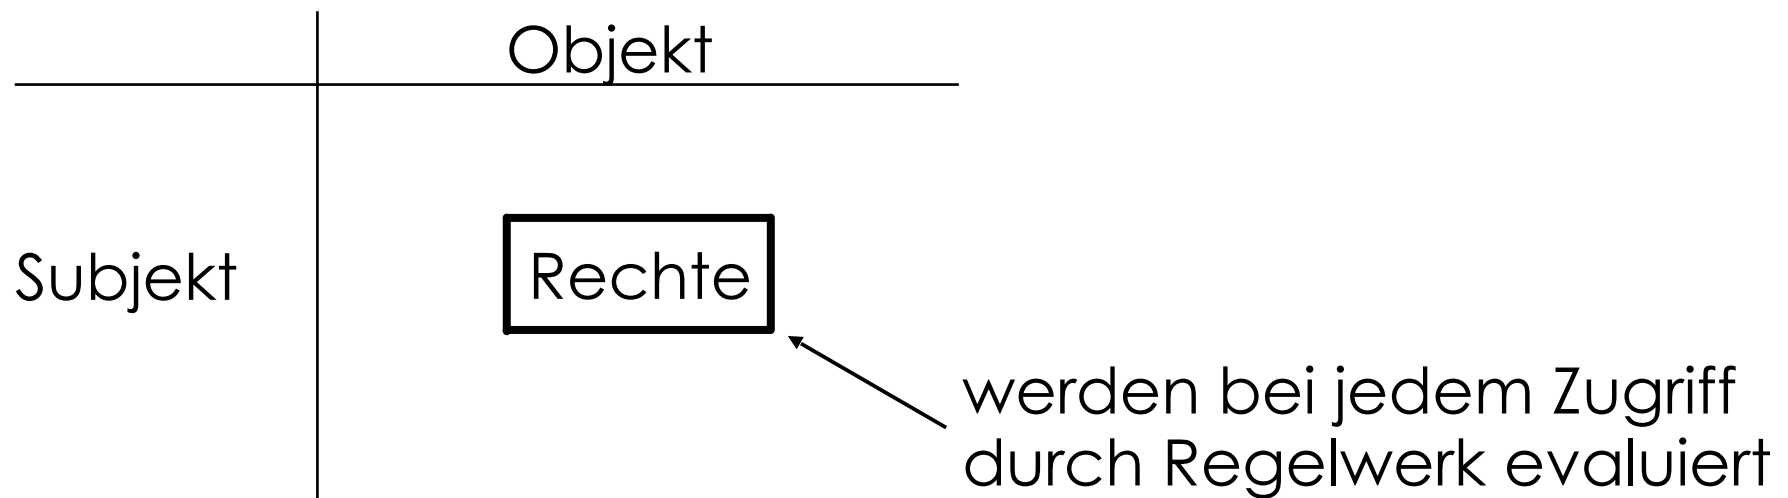 Objekt
Subjekt
Rechte
werden bei jedem Zugriff
durch Regelwerk evaluiert